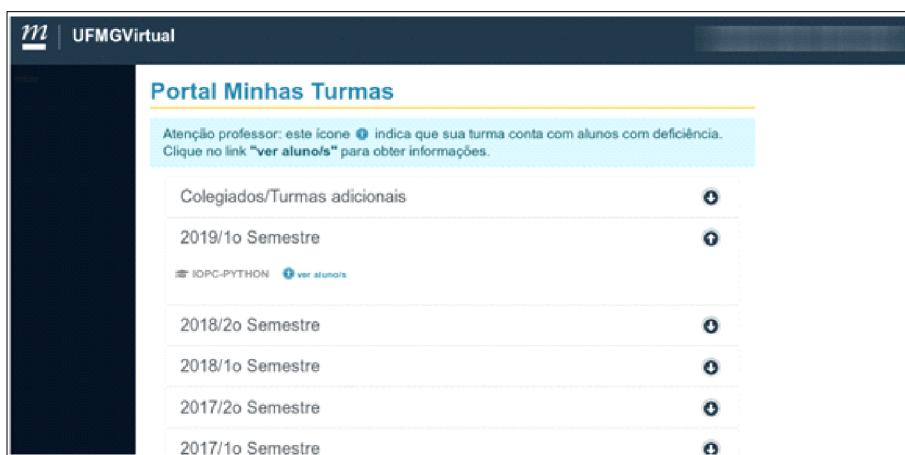 m UFMGVirtual
Portal Minhas Turmas
Atenção professor: este ícone indica que sua turma conta com alunos com deficiência.
Clique no link "ver aluno/s" para obter informações.
Colegiados/Turmas adicionais
2019/1o Semestre
IOPC-PYTHON ver aluno/s
2018/2o Semestre
2018/1o Semestre
2017/2o Semestre
2017/1o Semestre